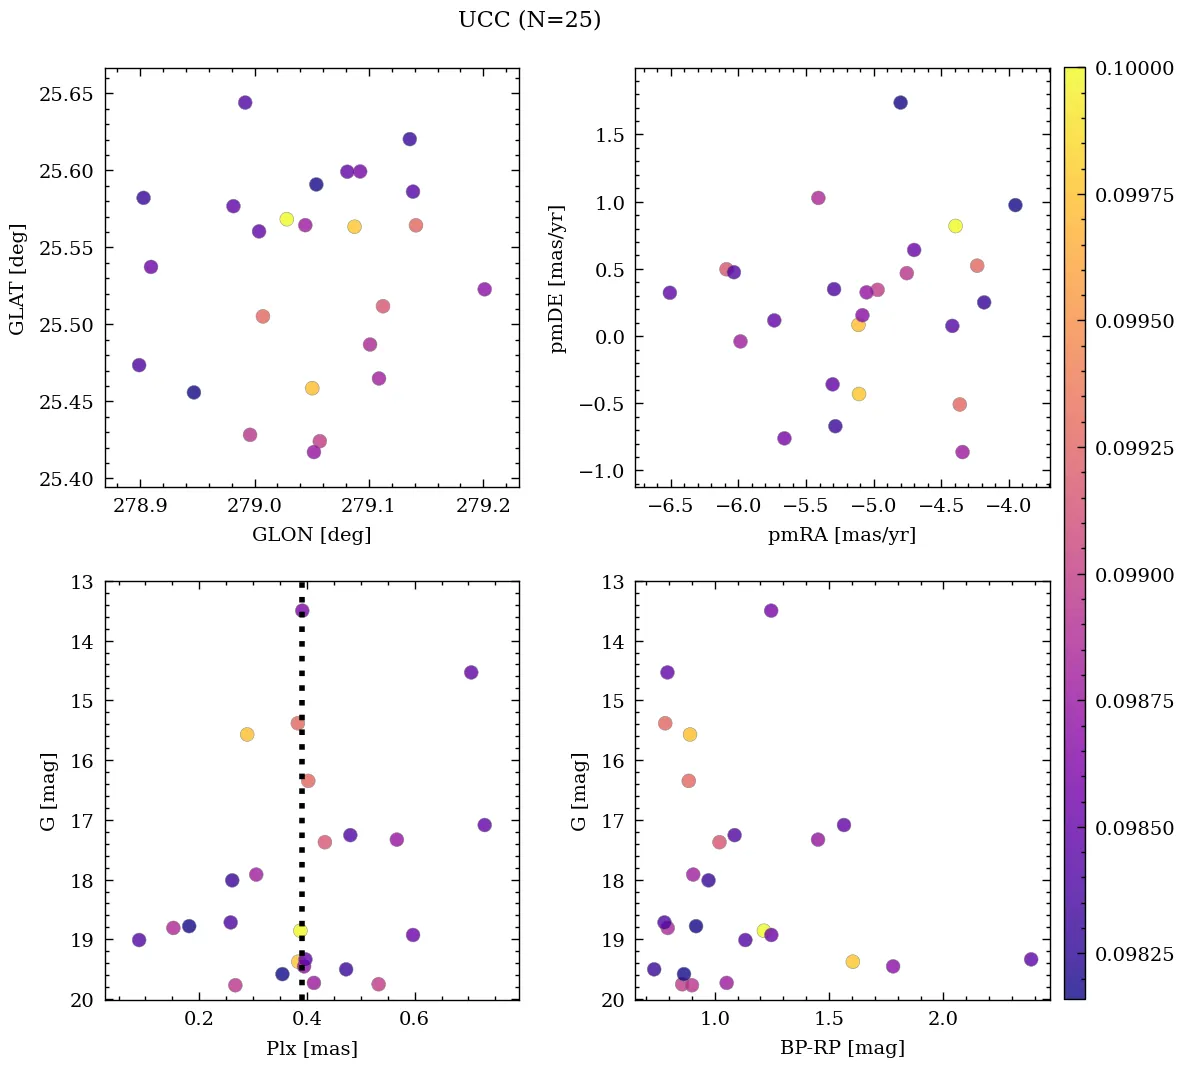 UCC (N=25)
25.65
25.60
25.55
25.50
25.45
25.40
GLAT [deg]
278.9 279.0 279.1 279.2
GLON [deg]
1.5
1.0
0.5
0.0
−0.5
−1.0
pmDE [mas/yr]
−6.5 −6.0 −5.5 −5.0 −4.5 −4.0
pmRA [mas/yr]
13
14
15
16
17
18
19
20
G [mag]
0.2 0.4 0.6
Plx [mas]
13
14
15
16
17
18
19
20
G [mag]
1.0 1.5 2.0
BP-RP [mag]
0.10000
0.09975
0.09950
0.09925
0.09900
0.09875
0.09850
0.09825